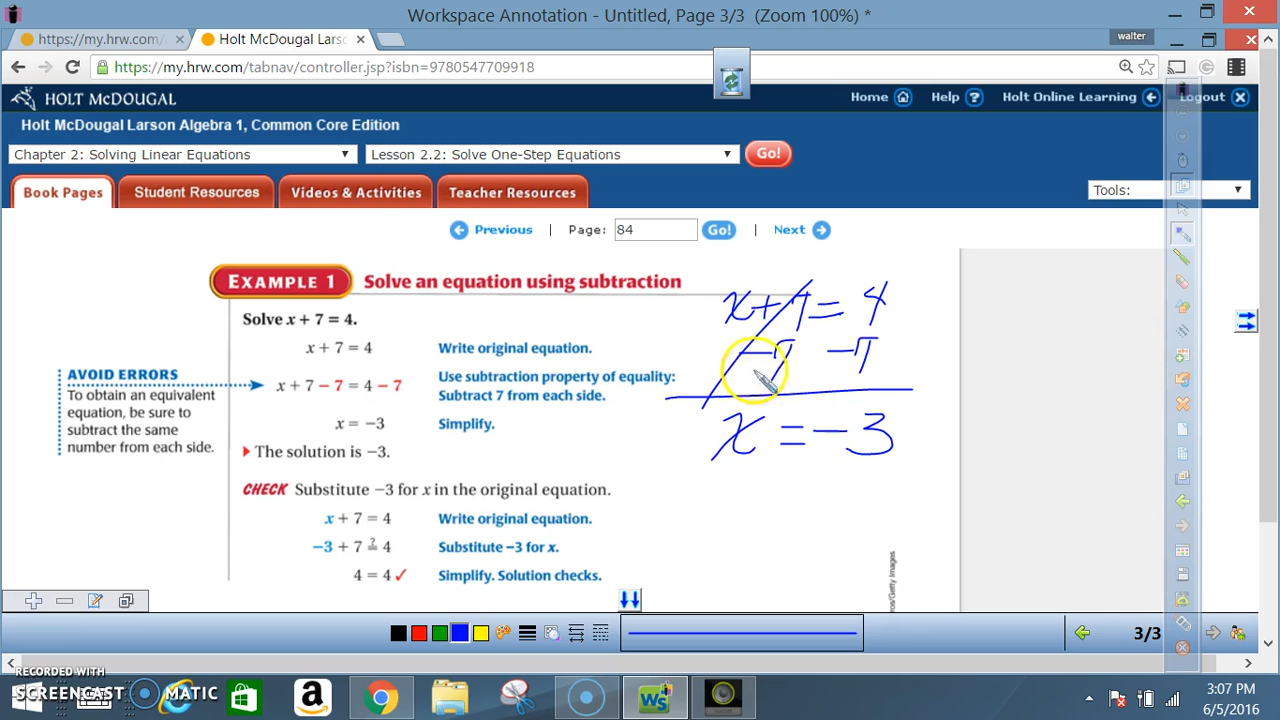 Workspace Annotation - Untitled, Page 3/3 (Zoom 100%) *
https://my.hrw.com/ ×
Holt McDougal Lars ×
walter
https://my.hrw.com/tabnav/controller.jsp?isbn=9780547709918
HOLT MCDOUGAL
Home
Help ?
Holt Online Learning
Logout
Holt McDougal Larson Algebra 1, Common Core Edition
Chapter 2: Solving Linear Equations
Lesson 2.2: Solve One-Step Equations
Go!
Book Pages
Student Resources
Videos & Activities
Teacher Resources
Tools:
Previous | Page: 84 Go! | Next
EXAMPLE 1 Solve an equation using subtraction
Solve x + 7 = 4.
x + 7 = 4 Write original equation.
AVOID ERRORS
To obtain an equivalent
equation, be sure to
subtract the same
number from each side.
x + 7 − 7 = 4 − 7 Use subtraction property of equality:
Subtract 7 from each side.
x = −3 Simplify.
The solution is −3.
CHECK Substitute −3 for x in the original equation.
x + 7 = 4 Write original equation.
−3 + 7 ≟ 4 Substitute −3 for x.
4 = 4 ✓ Simplify. Solution checks.
x + 7 = 4
−7 −7
x = −3
os/Getty Images
3/3
RECORDED WITH
SCREENCAST MATIC
WS
3:07 PM
6/5/2016